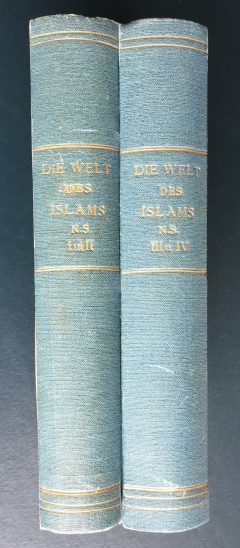 DIE WELT
DES
ISLAMS
N.S.
I u II
DIE WELT
DES
ISLAMS
N.S.
III u IV